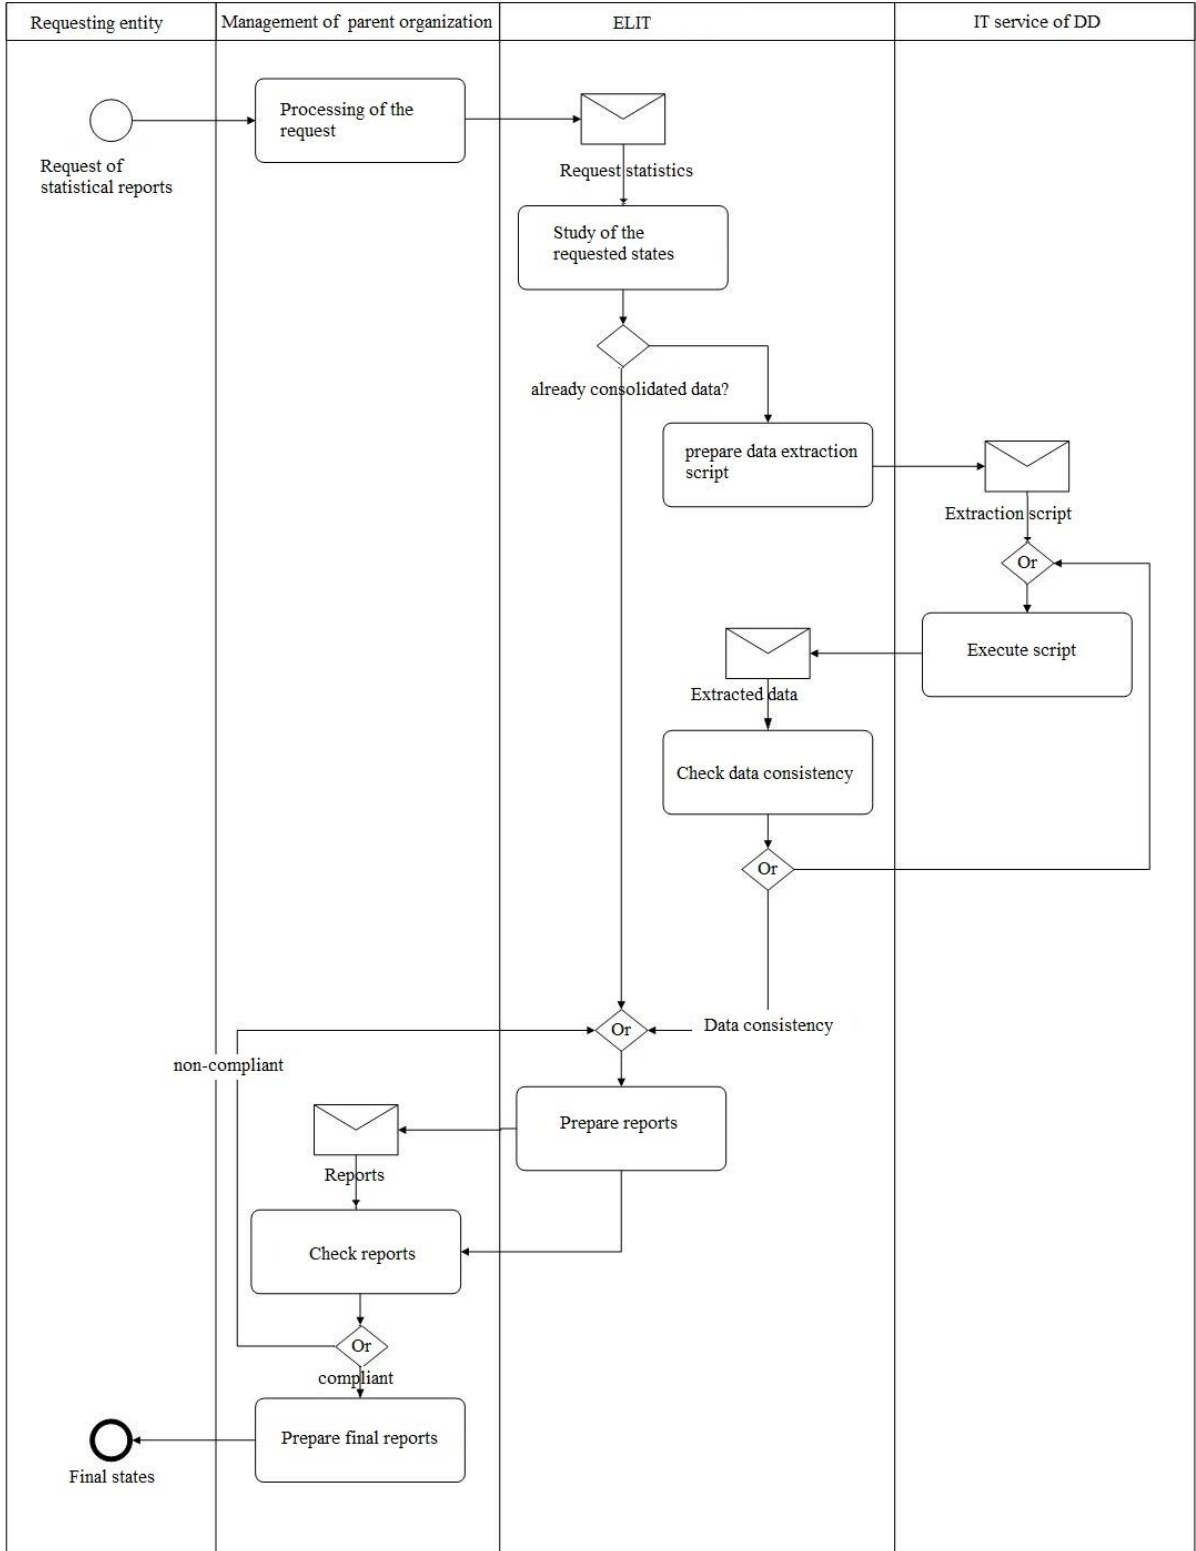 Requesting entity
Management of parent organization
ELIT
IT service of DD
Processing of the
request
Request of
statistical reports
Request statistics
Study of the
requested states
already consolidated data?
prepare data extraction
script
Extraction script
Or
Execute script
Extracted data
Check data consistency
Or
Data consistency
Or
non-compliant
Prepare reports
Reports
Check reports
Or
compliant
Prepare final reports
Final states